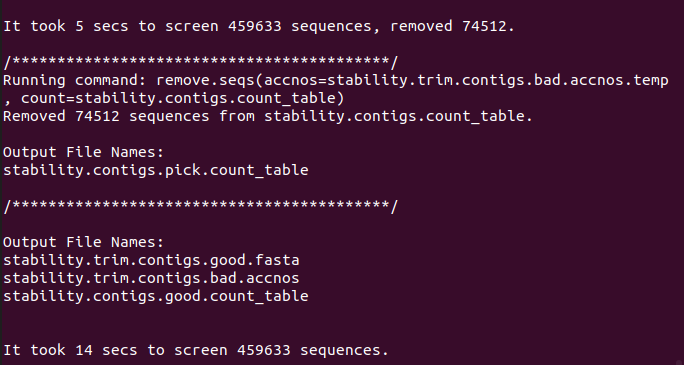 It took 5 secs to screen 459633 sequences, removed 74512.
/******************************************/
Running command: remove.seqs(accnos=stability.trim.contigs.bad.accnos.temp
, count=stability.contigs.count_table)
Removed 74512 sequences from stability.contigs.count_table.
Output File Names:
stability.contigs.pick.count_table
/******************************************/
Output File Names:
stability.trim.contigs.good.fasta
stability.trim.contigs.bad.accnos
stability.contigs.good.count_table
It took 14 secs to screen 459633 sequences.